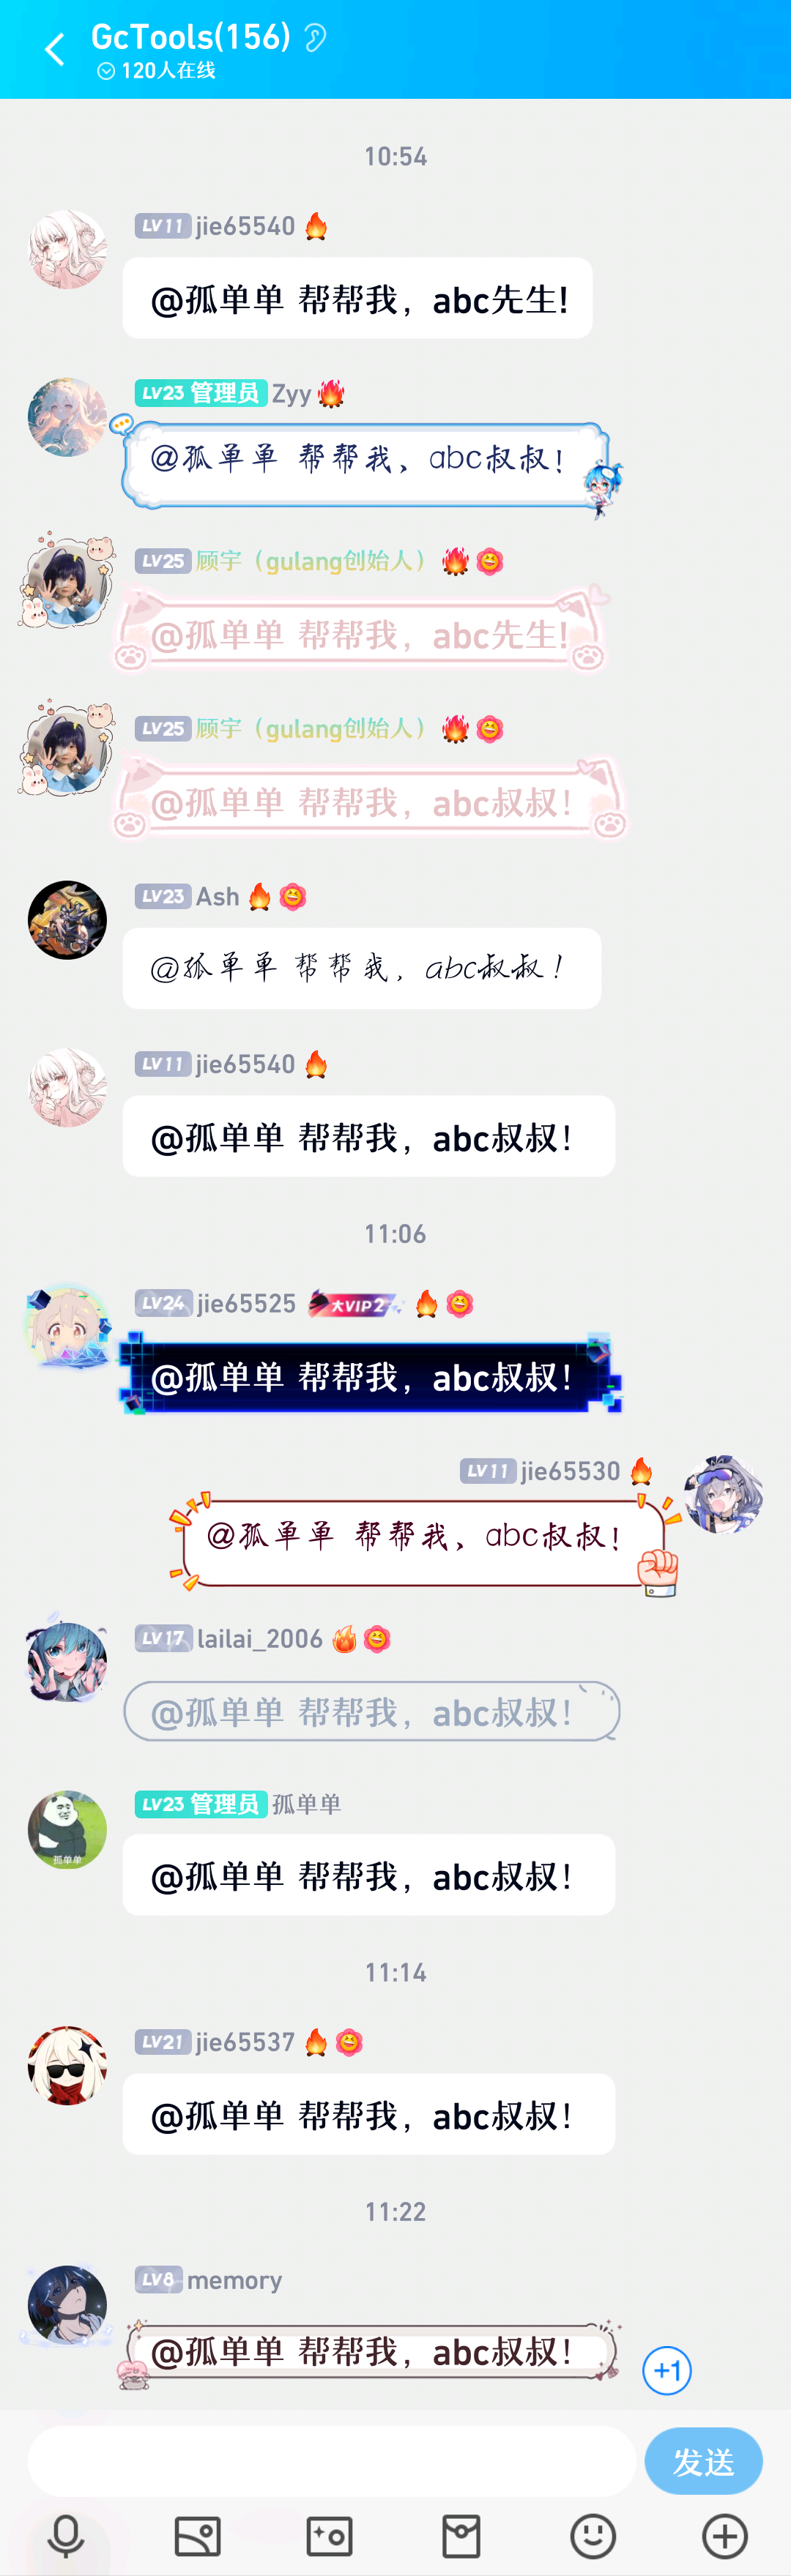 GcTools(156)
120人在线
10:54
LV11 jie65540
@孤单单 帮帮我，abc先生!
LV23 管理员 Zyy
@孤单单 帮帮我，abc叔叔！
LV25 顾宇（gulang创始人）
@孤单单 帮帮我，abc先生!
LV25 顾宇（gulang创始人）
@孤单单 帮帮我，abc叔叔！
LV23 Ash
@孤单单 帮帮我，abc叔叔！
LV11 jie65540
@孤单单 帮帮我，abc叔叔！
11:06
LV24 jie65525 大VIP2
@孤单单 帮帮我，abc叔叔！
LV11 jie65530
@孤单单 帮帮我，abc叔叔！
LV17 lailai_2006
@孤单单 帮帮我，abc叔叔！
LV23 管理员 孤单单
孤单单
@孤单单 帮帮我，abc叔叔！
11:14
LV21 jie65537
@孤单单 帮帮我，abc叔叔！
11:22
LV8 memory
@孤单单 帮帮我，abc叔叔！
+1
发送